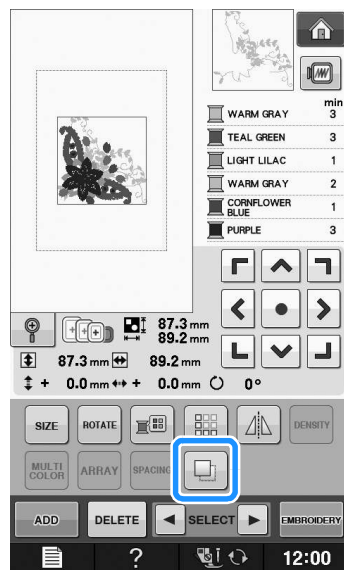 min
WARM GRAY 3
TEAL GREEN 3
LIGHT LILAC 1
WARM GRAY 2
CORNFLOWER
BLUE 1
PURPLE 3
87.3 mm
89.2 mm
87.3 mm 89.2 mm
+ 0.0 mm + 0.0 mm 0°
SIZE ROTATE DENSITY
MULTI
COLOR ARRAY SPACING
ADD DELETE SELECT EMBROIDERY
? 12:00